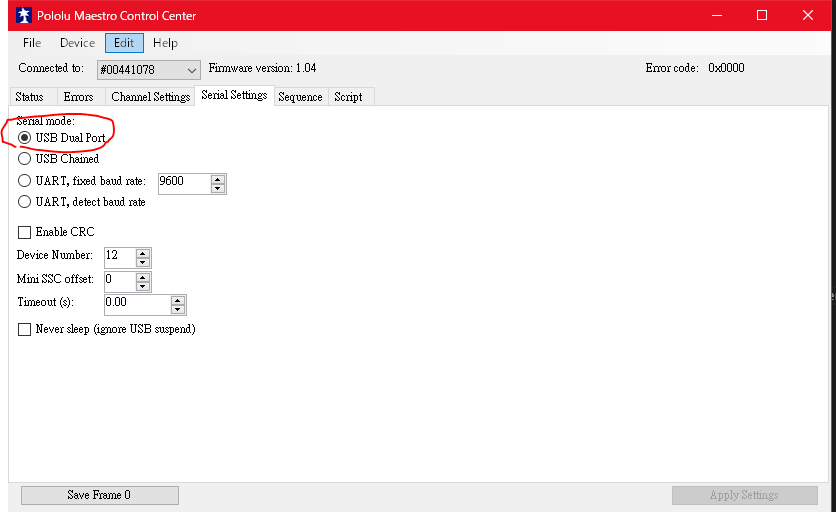 Pololu Maestro Control Center
File Device Edit Help
Connected to: #00441078 Firmware version: 1.04 Error code: 0x0000
Status Errors Channel Settings Serial Settings Sequence Script
Serial mode:
USB Dual Port
USB Chained
UART, fixed baud rate: 9600
UART, detect baud rate
Enable CRC
Device Number: 12
Mini SSC offset: 0
Timeout (s): 0.00
Never sleep (ignore USB suspend)
Save Frame 0 Apply Settings